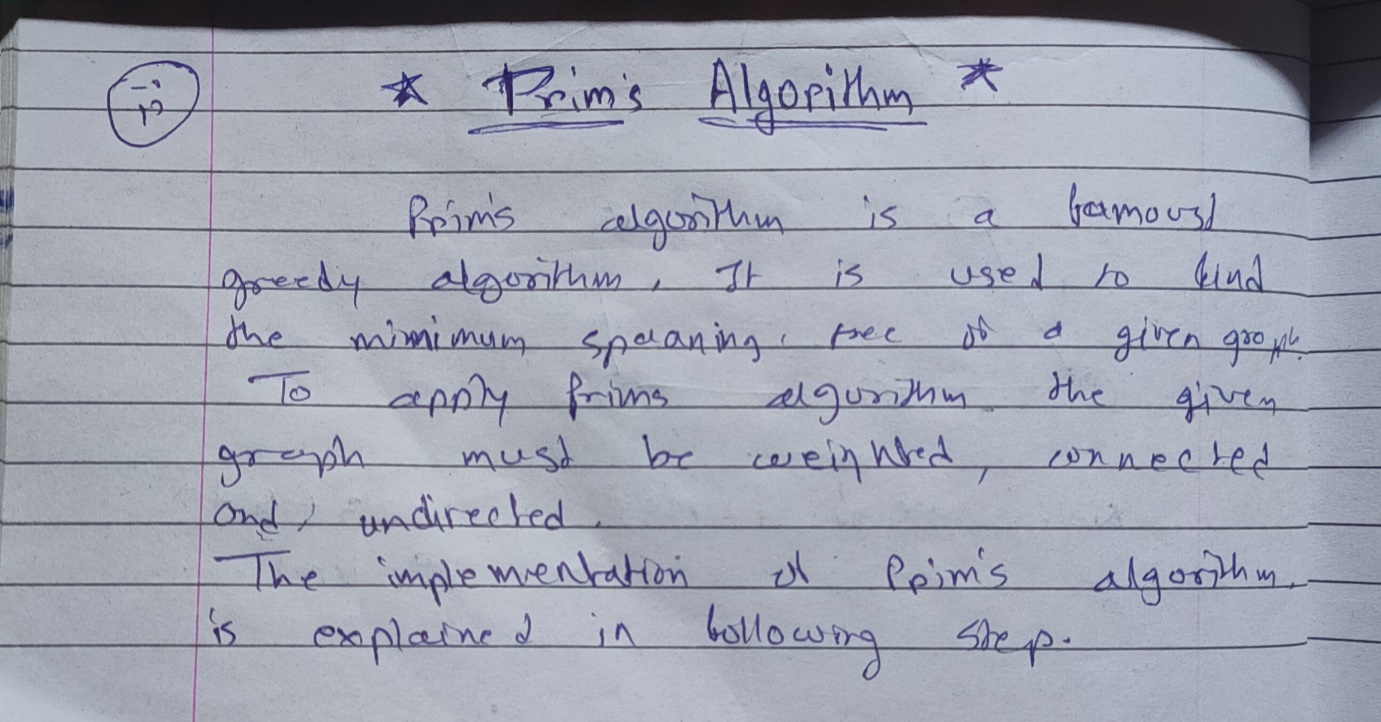 * Prim's Algorithm *
Prim's algorithm is a famous
greedy algorithm, It is used to find
the mimimum spaaning tree of a given graph.
To apply prims algorithm the given
graph must be weighted, connected
and, undirected.
The implementation of Prim's algorithm
is explained in following step.